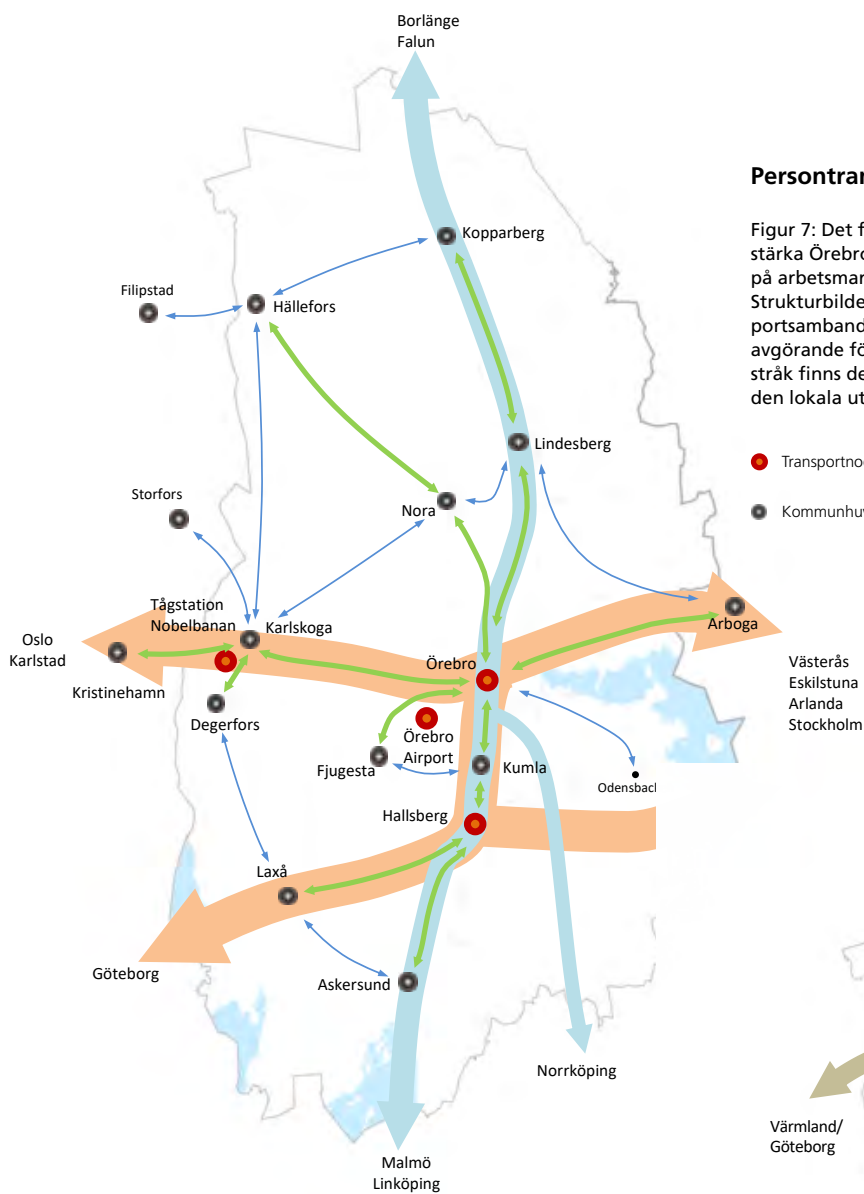 Borlänge
Falun
Persontran
Figur 7: Det f
stärka Örebro
på arbetsmar
Strukturbilde
portsamband
avgörande fö
stråk finns de
den lokala ut
Kopparberg
Filipstad
Hällefors
Lindesberg
Transportnod
Storfors
Nora
Kommunhuv
Tågstation
Nobelbanan
Karlskoga
Arboga
Oslo
Karlstad
Örebro
Kristinehamn
Västerås
Eskilstuna
Arlanda
Stockholm
Degerfors
Örebro
Airport
Fjugesta
Kumla
Odensback
Hallsberg
Laxå
Göteborg
Askersund
Norrköping
Värmland/
Göteborg
Malmö
Linköping